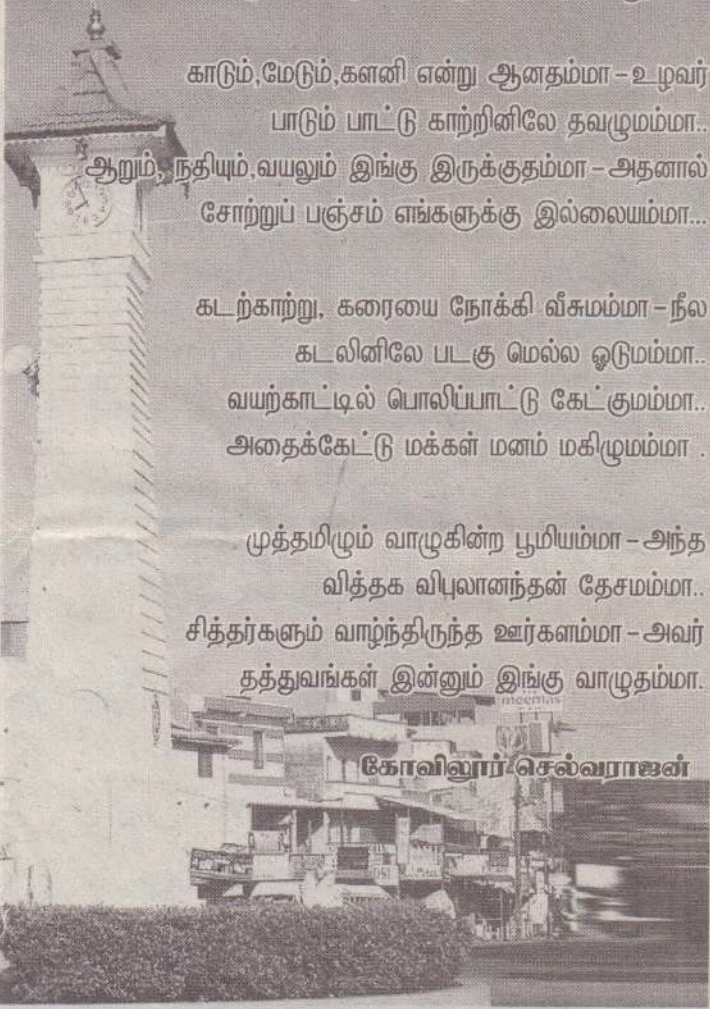 காடும்,மேடும்,களனி என்று ஆனதம்மா – உழவர்
பாடும் பாட்டு காற்றினிலே தவழுமம்மா..
ஆறும், நதியும்,வயலும் இங்கு இருக்குதம்மா – அதனால்
சோற்றுப் பஞ்சம் எங்களுக்கு இல்லையம்மா...
கடற்காற்று, கரையை நோக்கி வீசுமம்மா – நீல
கடலினிலே படகு மெல்ல ஓடுமம்மா..
வயற்காட்டில் பொலிப்பாட்டு கேட்குமம்மா..
அதைக்கேட்டு மக்கள் மனம் மகிழுமம்மா .
முத்தமிழும் வாழுகின்ற பூமியம்மா – அந்த
வித்தக விபுலானந்தன் தேசமம்மா..
சித்தர்களும் வாழ்ந்திருந்த ஊர்களம்மா – அவர்
தத்துவங்கள் இன்னும் இங்கு வாழுதம்மா.
meemas
கோவிலூர் செல்வராஜன்